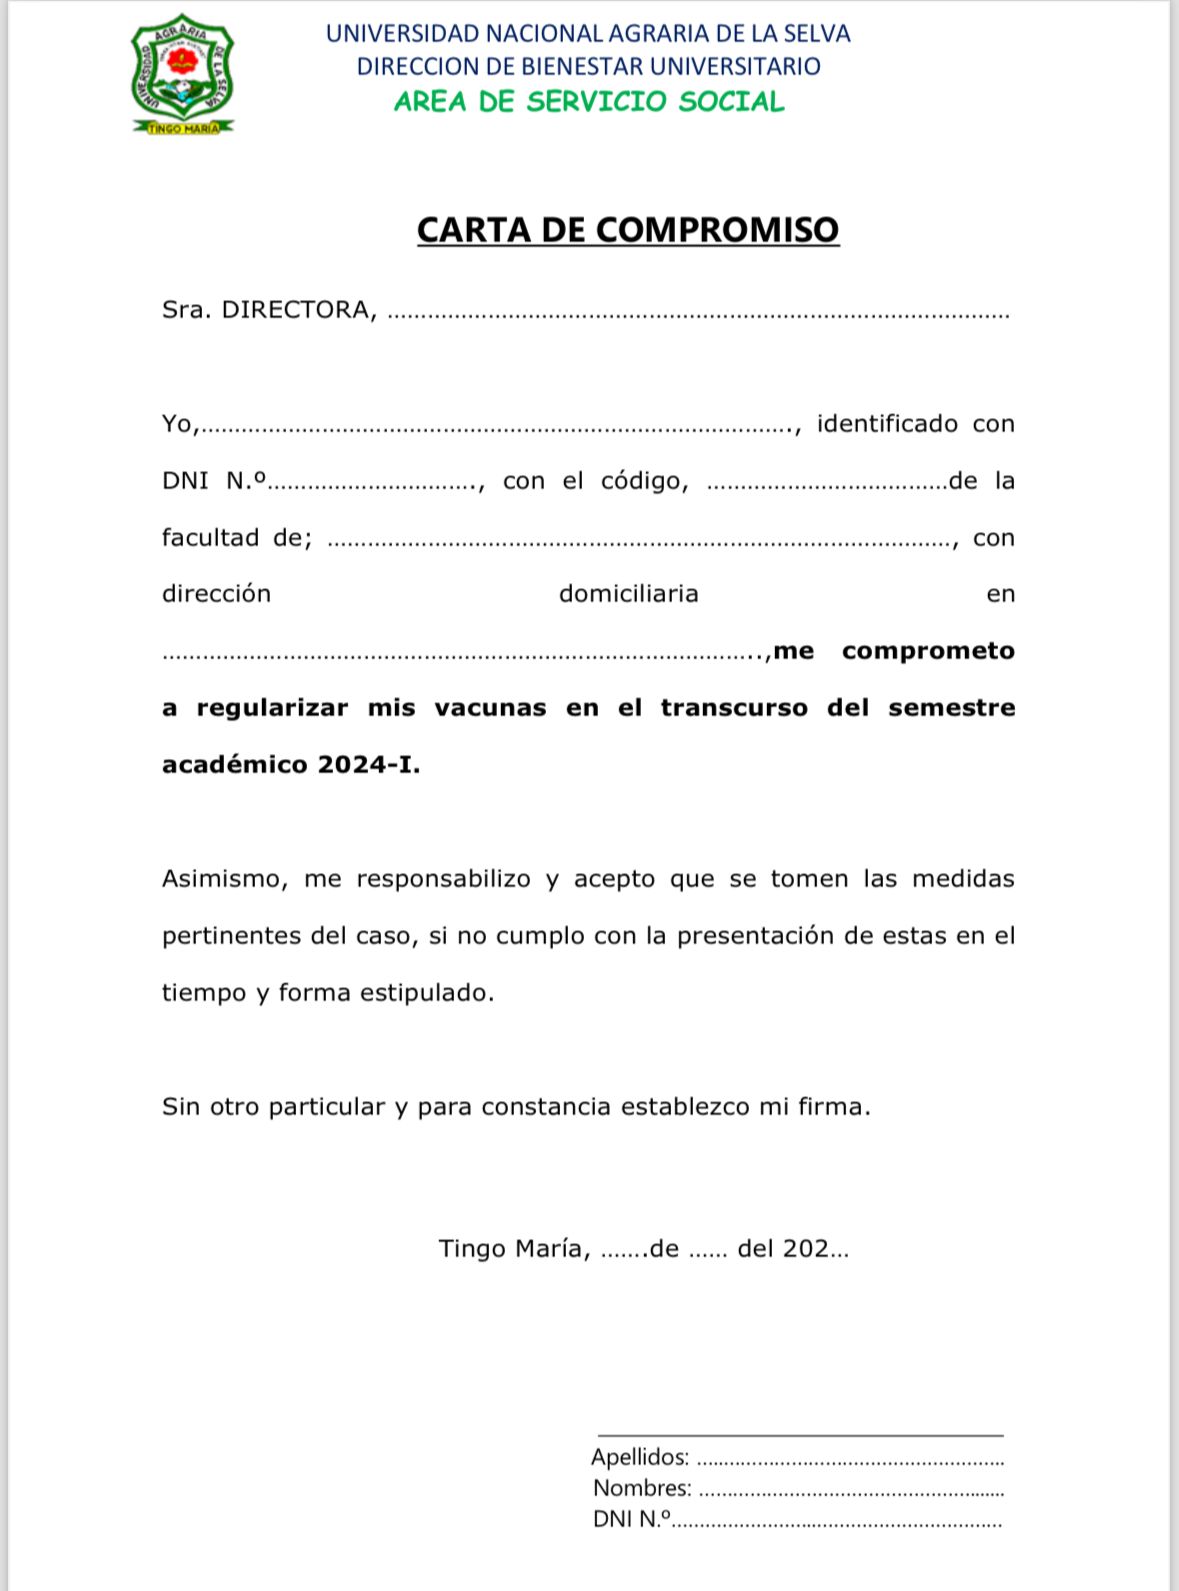 AGRARIA
UNIVERSIDAD
DE LA SELVA
TINGO MARIA
UNIVERSIDAD NACIONAL AGRARIA DE LA SELVA
DIRECCION DE BIENESTAR UNIVERSITARIO
AREA DE SERVICIO SOCIAL
CARTA DE COMPROMISO
Sra. DIRECTORA, ...........................................................................................
Yo,......................................................................................., identificado con
DNI N.º..............................., con el código, ....................................de la
facultad de; ............................................................................................, con
dirección domiciliaria en
.........................................................................................,me comprometo
a regularizar mis vacunas en el transcurso del semestre
académico 2024-I.
Asimismo, me responsabilizo y acepto que se tomen las medidas
pertinentes del caso, si no cumplo con la presentación de estas en el
tiempo y forma estipulado.
Sin otro particular y para constancia establezco mi firma.
Tingo María, .......de ...... del 202...
Apellidos: ........................................................
Nombres: ........................................................
DNI N.º............................................................